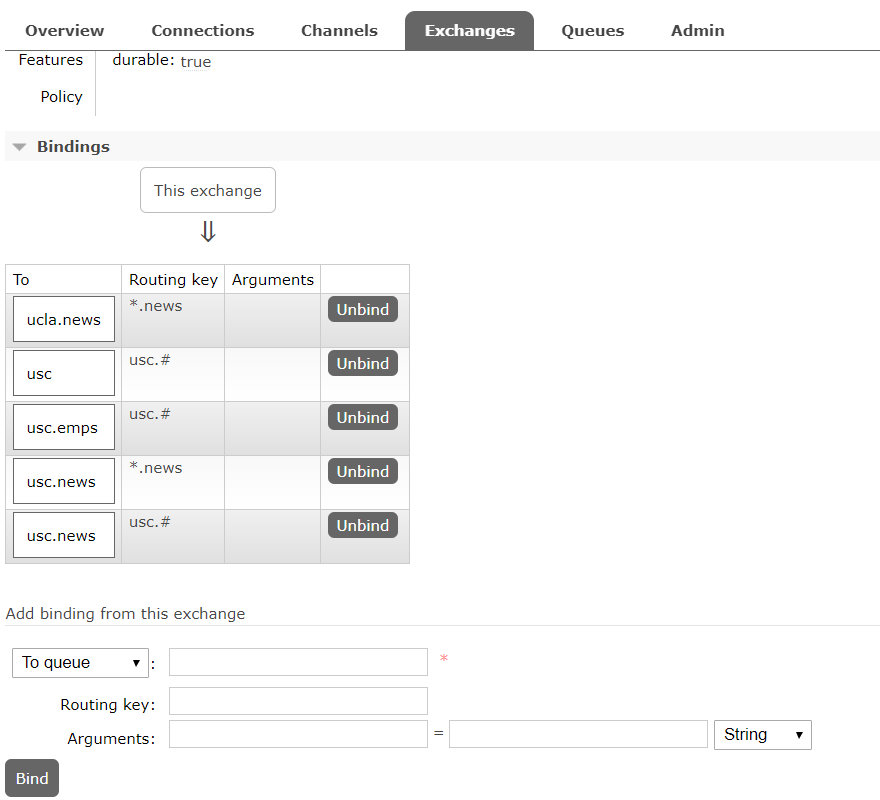 Overview Connections Channels Exchanges Queues Admin
Features durable: true
Policy
Bindings
This exchange
⇓
To Routing key Arguments
ucla.news *.news Unbind
usc usc.# Unbind
usc.emps usc.# Unbind
usc.news *.news Unbind
usc.news usc.# Unbind
Add binding from this exchange
To queue : *
Routing key:
Arguments: = String
Bind